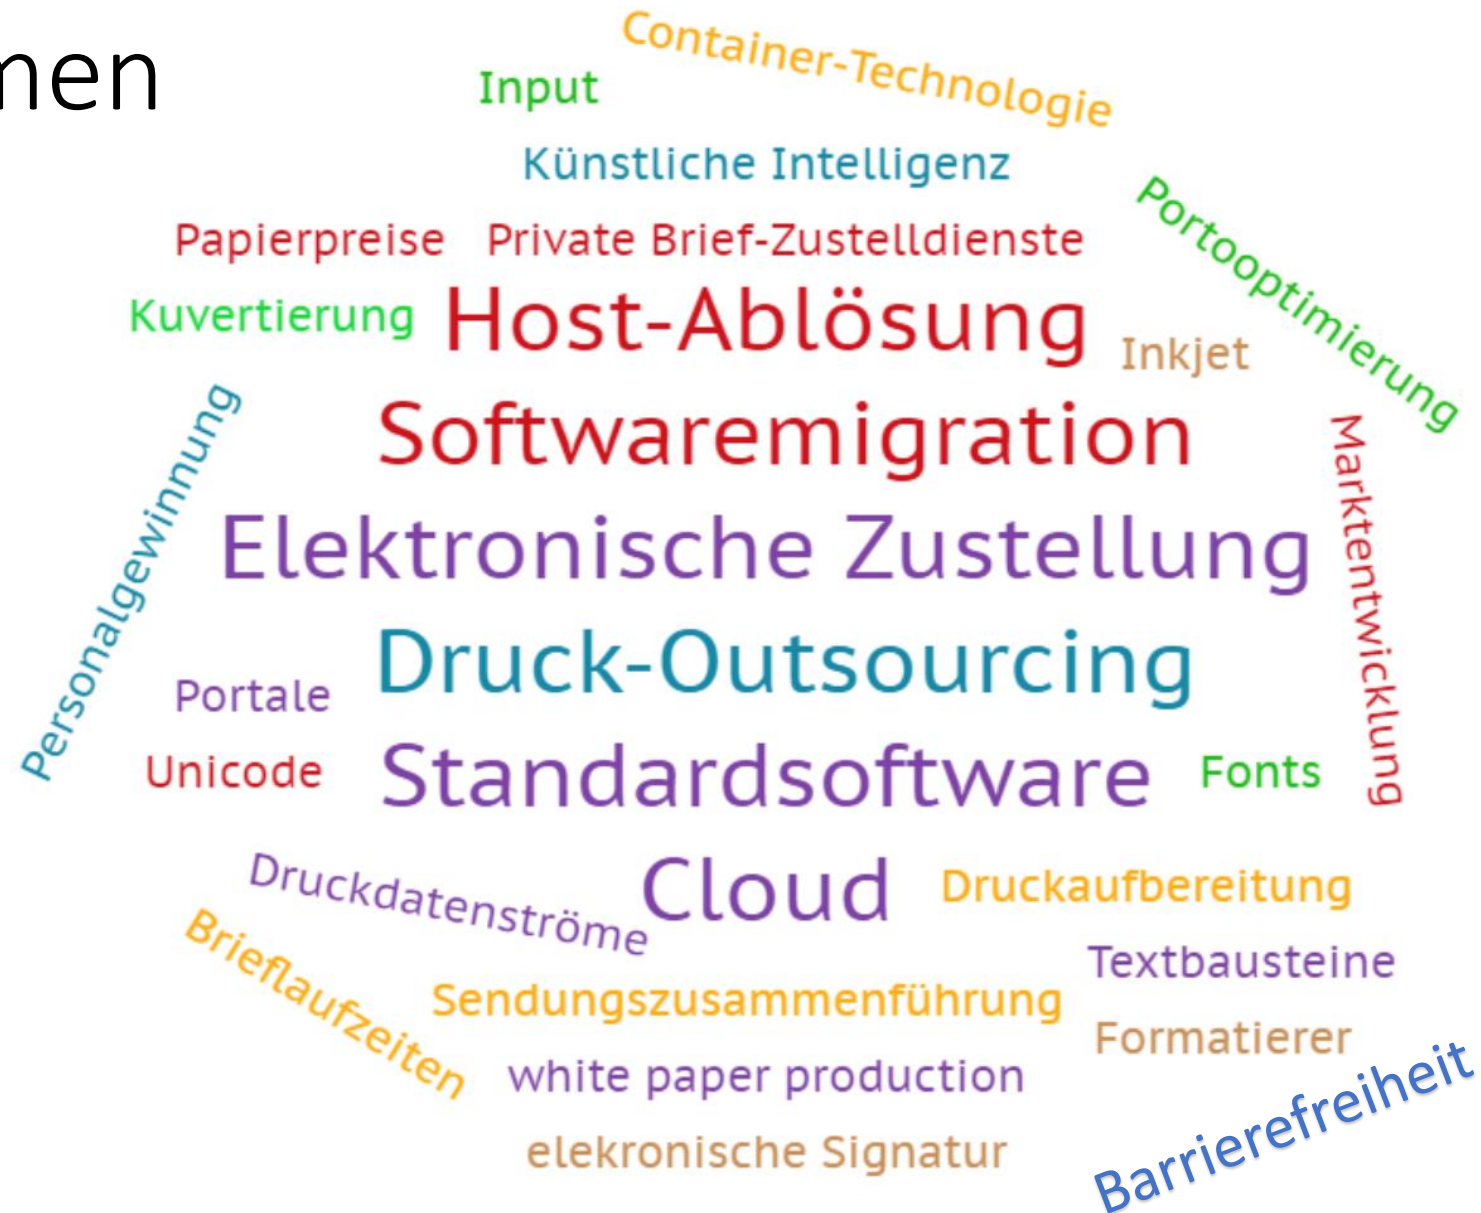 men
Container-Technologie
Input
Künstliche Intelligenz
Portooptimierung
Papierpreise
Private Brief-Zustelldienste
Kuvertierung
Host-Ablösung
Inkjet
Personalgewinnung
Softwaremigration
Marktentwicklung
Elektronische Zustellung
Druck-Outsourcing
Portale
Unicode
Standardsoftware
Fonts
Druckdatenströme
Cloud
Druckaufbereitung
Brieflaufzeiten
Textbausteine
Sendungszusammenführung
Formatierer
white paper production
Barrierefreiheit
elekronische Signatur